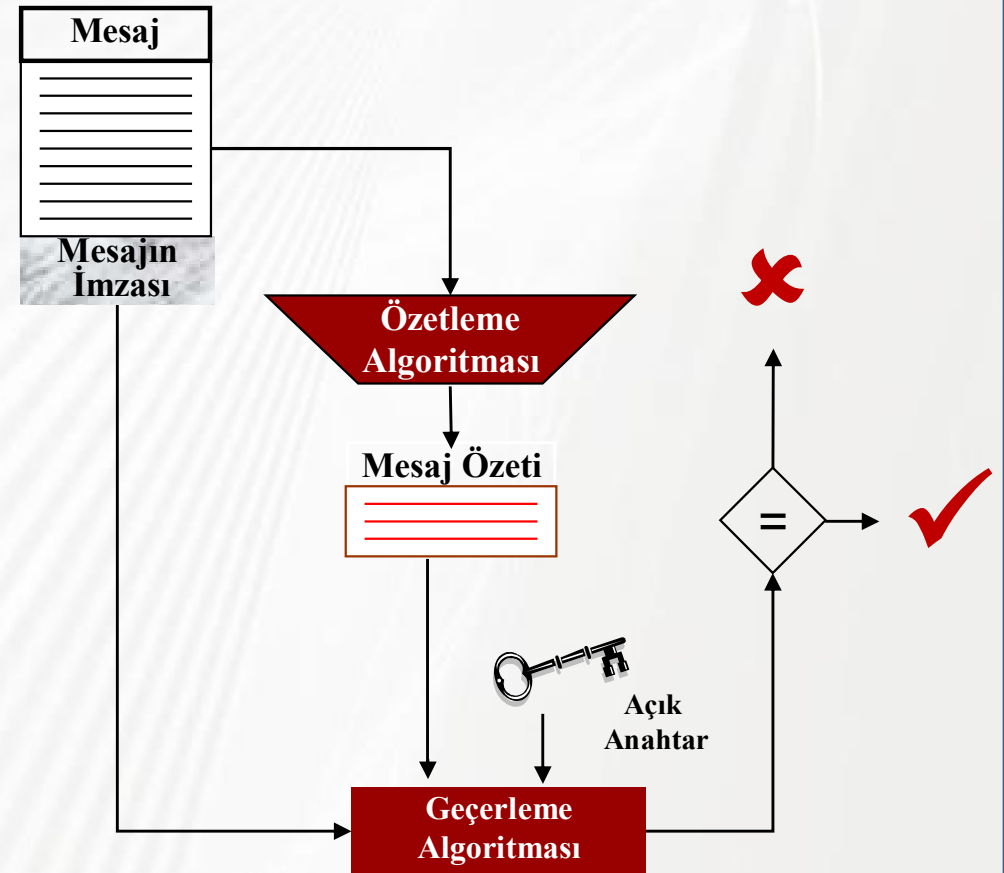 Mesaj
Mesajın
İmzası
Özetleme
Algoritması
Mesaj Özeti
=
Açık
Anahtar
Geçerleme
Algoritması